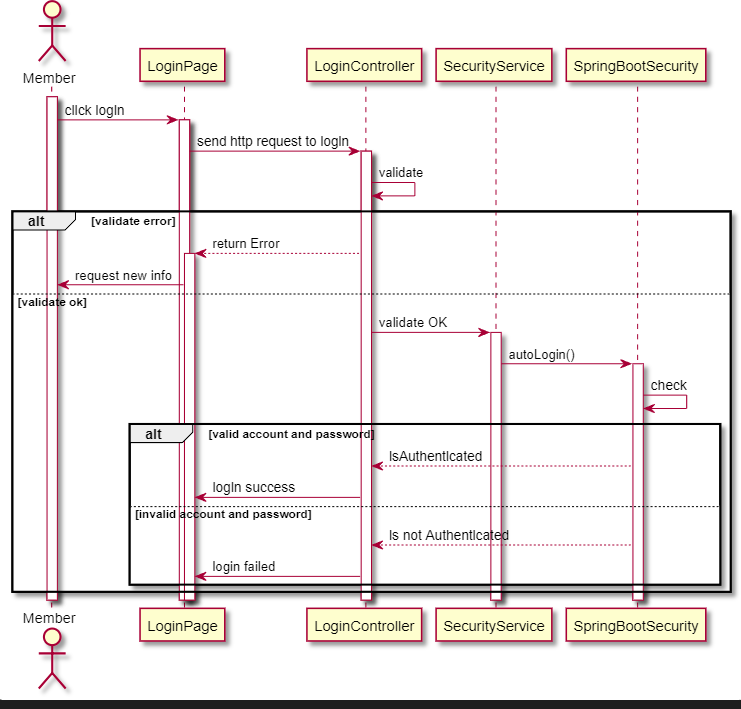 Member
LoginPage
LoginController
SecurityService
SpringBootSecurity
click login
send http request to login
validate
alt
[validate error]
return Error
request new info
[validate ok]
validate OK
autoLogin()
check
alt
[valid account and password]
IsAuthenticated
login success
[invalid account and password]
Is not Authenticated
login failed
Member
LoginPage
LoginController
SecurityService
SpringBootSecurity